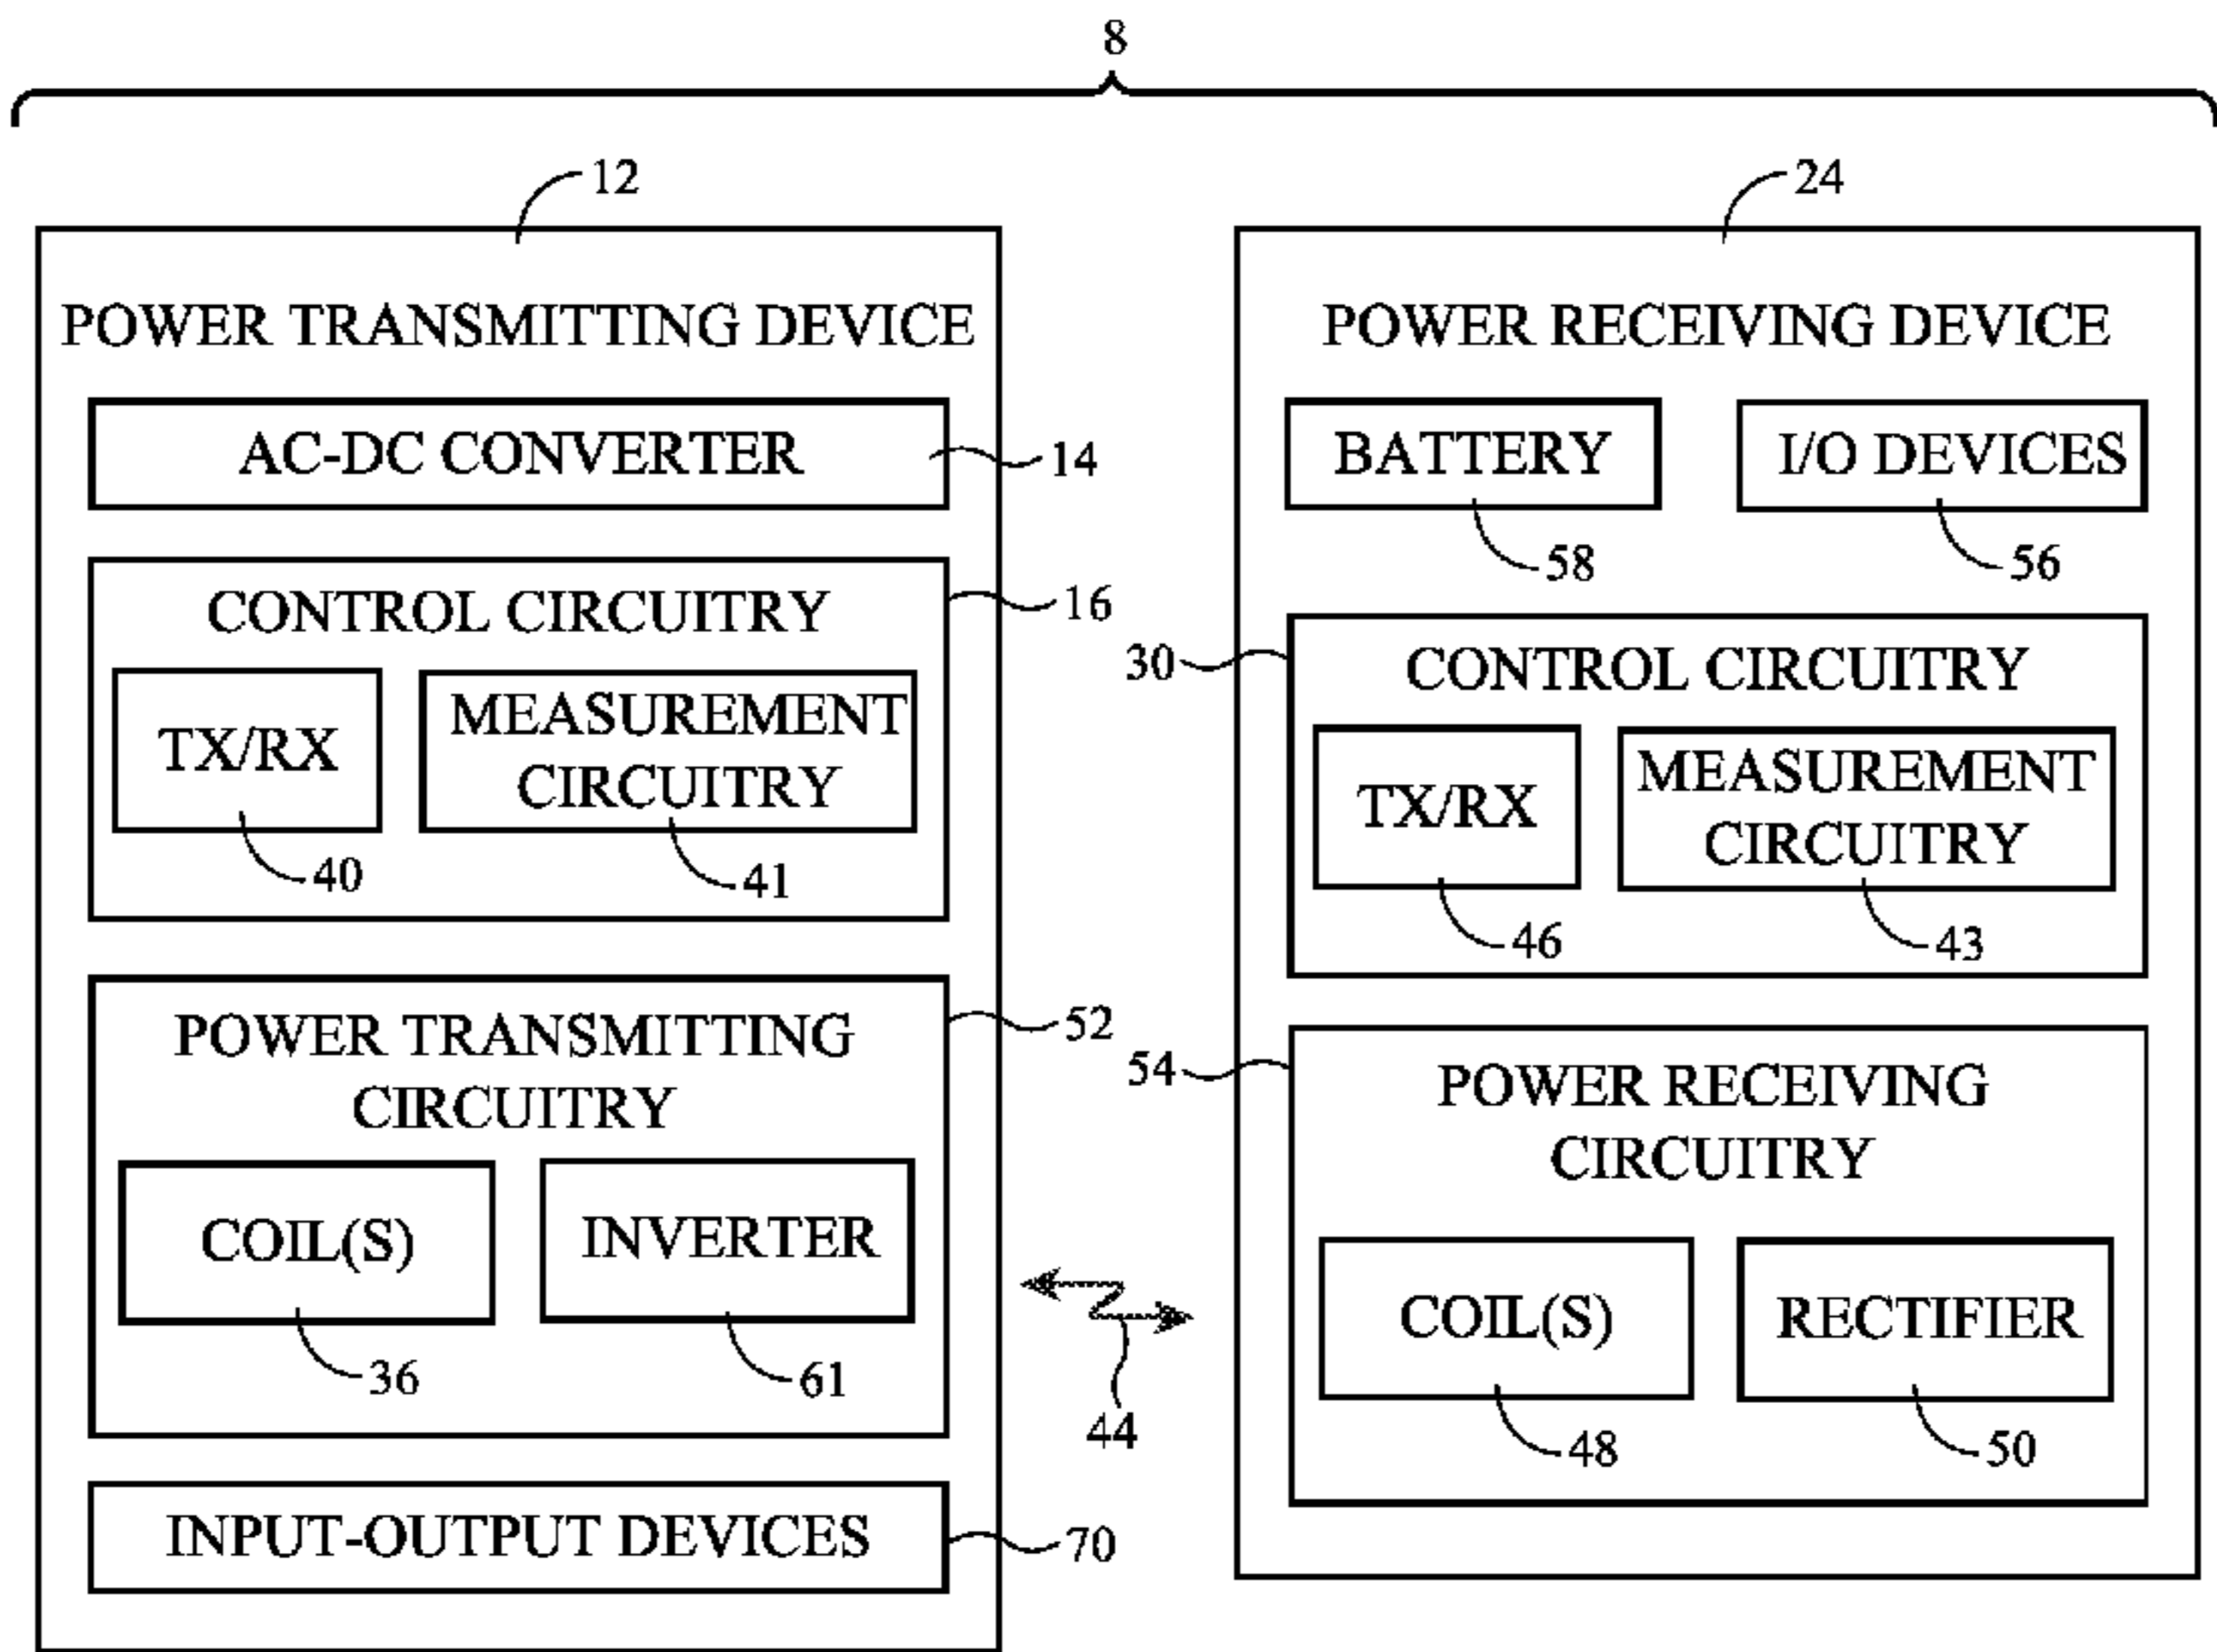 8
12
POWER TRANSMITTING DEVICE
AC-DC CONVERTER
14
CONTROL CIRCUITRY
16
TX/RX
40
MEASUREMENT
CIRCUITRY
41
POWER TRANSMITTING
CIRCUITRY
52
COIL(S)
36
INVERTER
61
INPUT-OUTPUT DEVICES
70
44
24
POWER RECEIVING DEVICE
BATTERY
58
I/O DEVICES
56
30
CONTROL CIRCUITRY
TX/RX
46
MEASUREMENT
CIRCUITRY
43
54
POWER RECEIVING
CIRCUITRY
COIL(S)
48
RECTIFIER
50